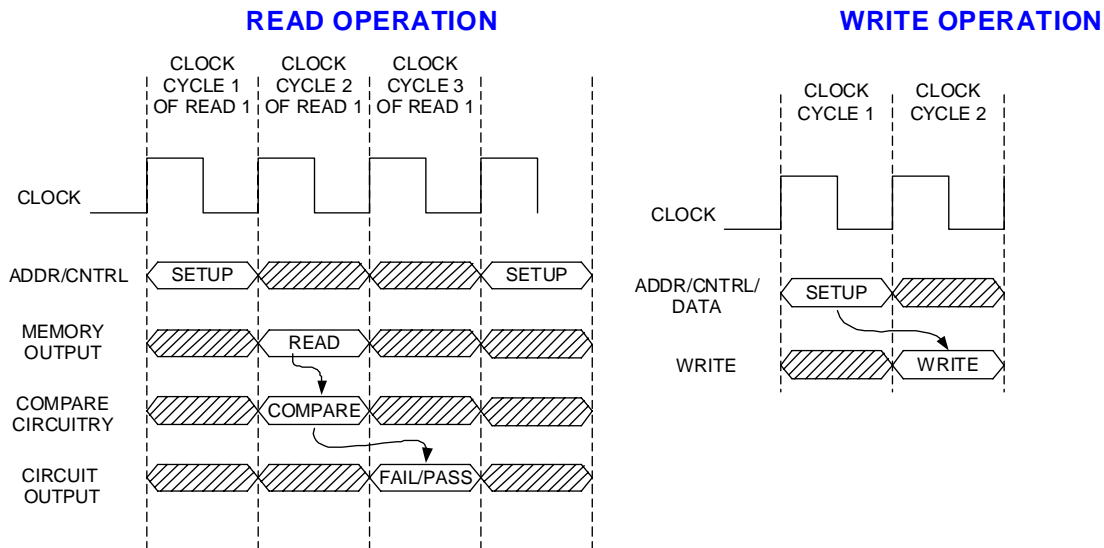 READ OPERATION
CLOCK
CYCLE 1
OF READ 1
CLOCK
CYCLE 2
OF READ 1
CLOCK
CYCLE 3
OF READ 1
CLOCK
ADDR/CNTRL
SETUP
SETUP
MEMORY
OUTPUT
READ
COMPARE
CIRCUITRY
COMPARE
CIRCUIT
OUTPUT
FAIL/PASS
WRITE OPERATION
CLOCK
CYCLE 1
CLOCK
CYCLE 2
CLOCK
ADDR/CNTRL/
DATA
SETUP
WRITE
WRITE